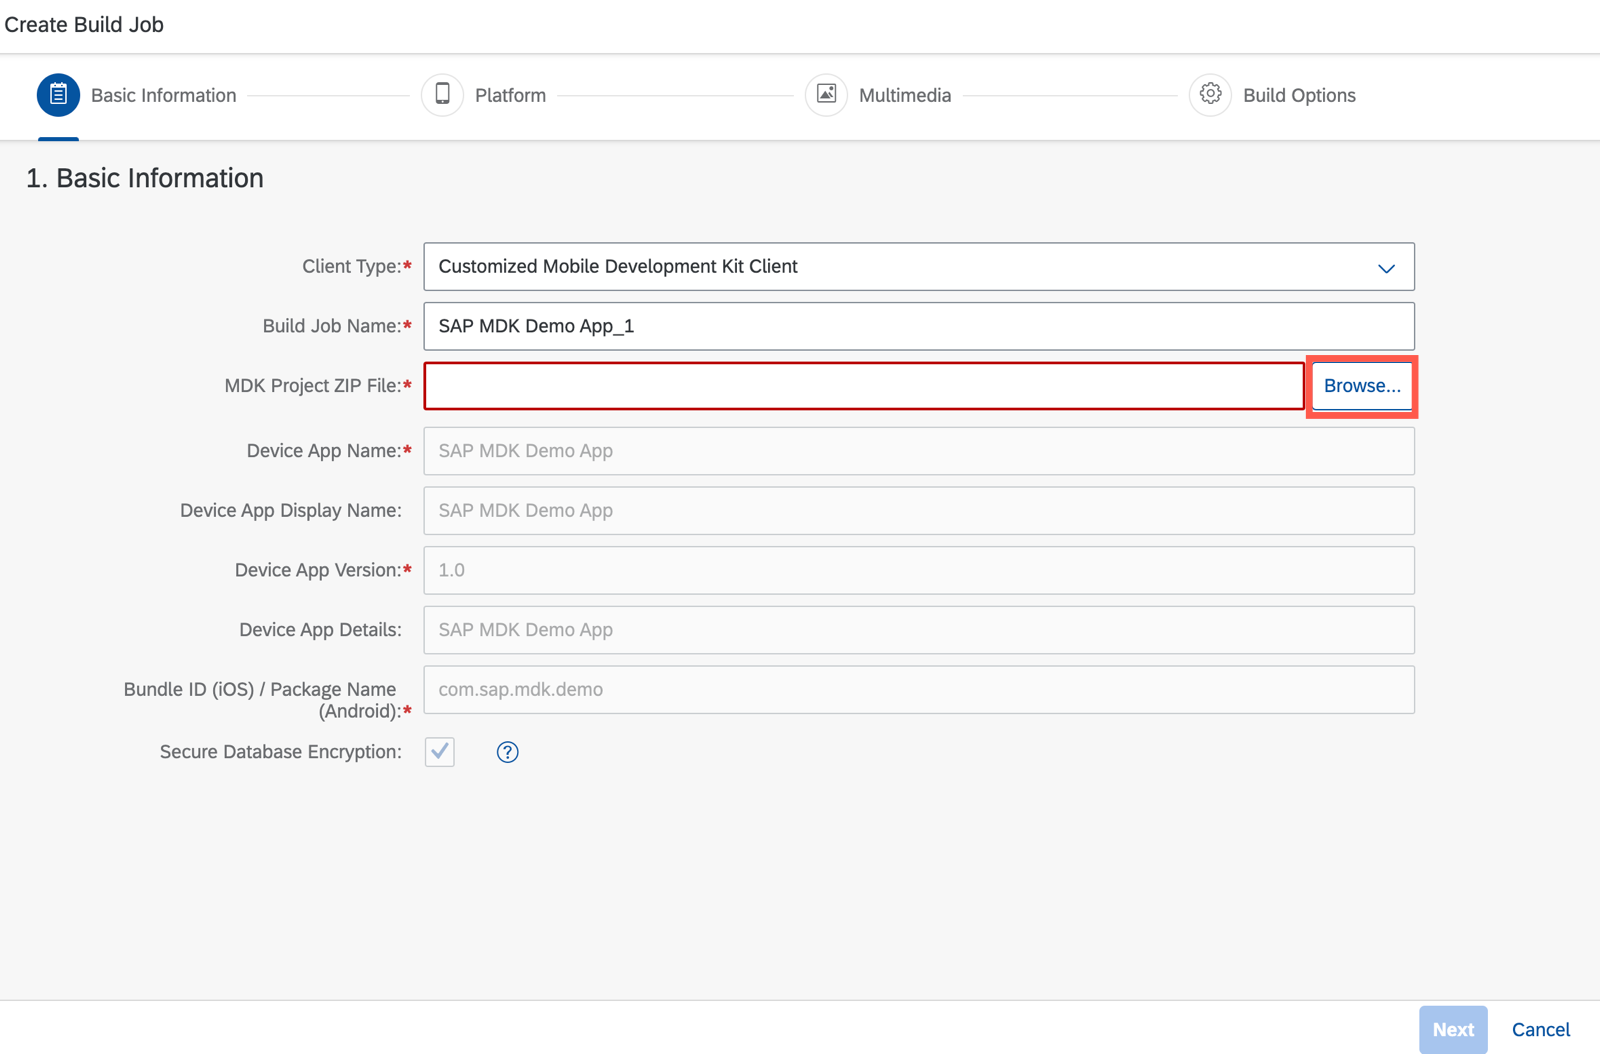 Create Build Job
Basic Information
Platform
Multimedia
Build Options
1. Basic Information
Client Type:* Customized Mobile Development Kit Client
Build Job Name:* SAP MDK Demo App_1
MDK Project ZIP File:* Browse...
Device App Name:* SAP MDK Demo App
Device App Display Name: SAP MDK Demo App
Device App Version:* 1.0
Device App Details: SAP MDK Demo App
Bundle ID (iOS) / Package Name
(Android):* com.sap.mdk.demo
Secure Database Encryption: ?
Next Cancel